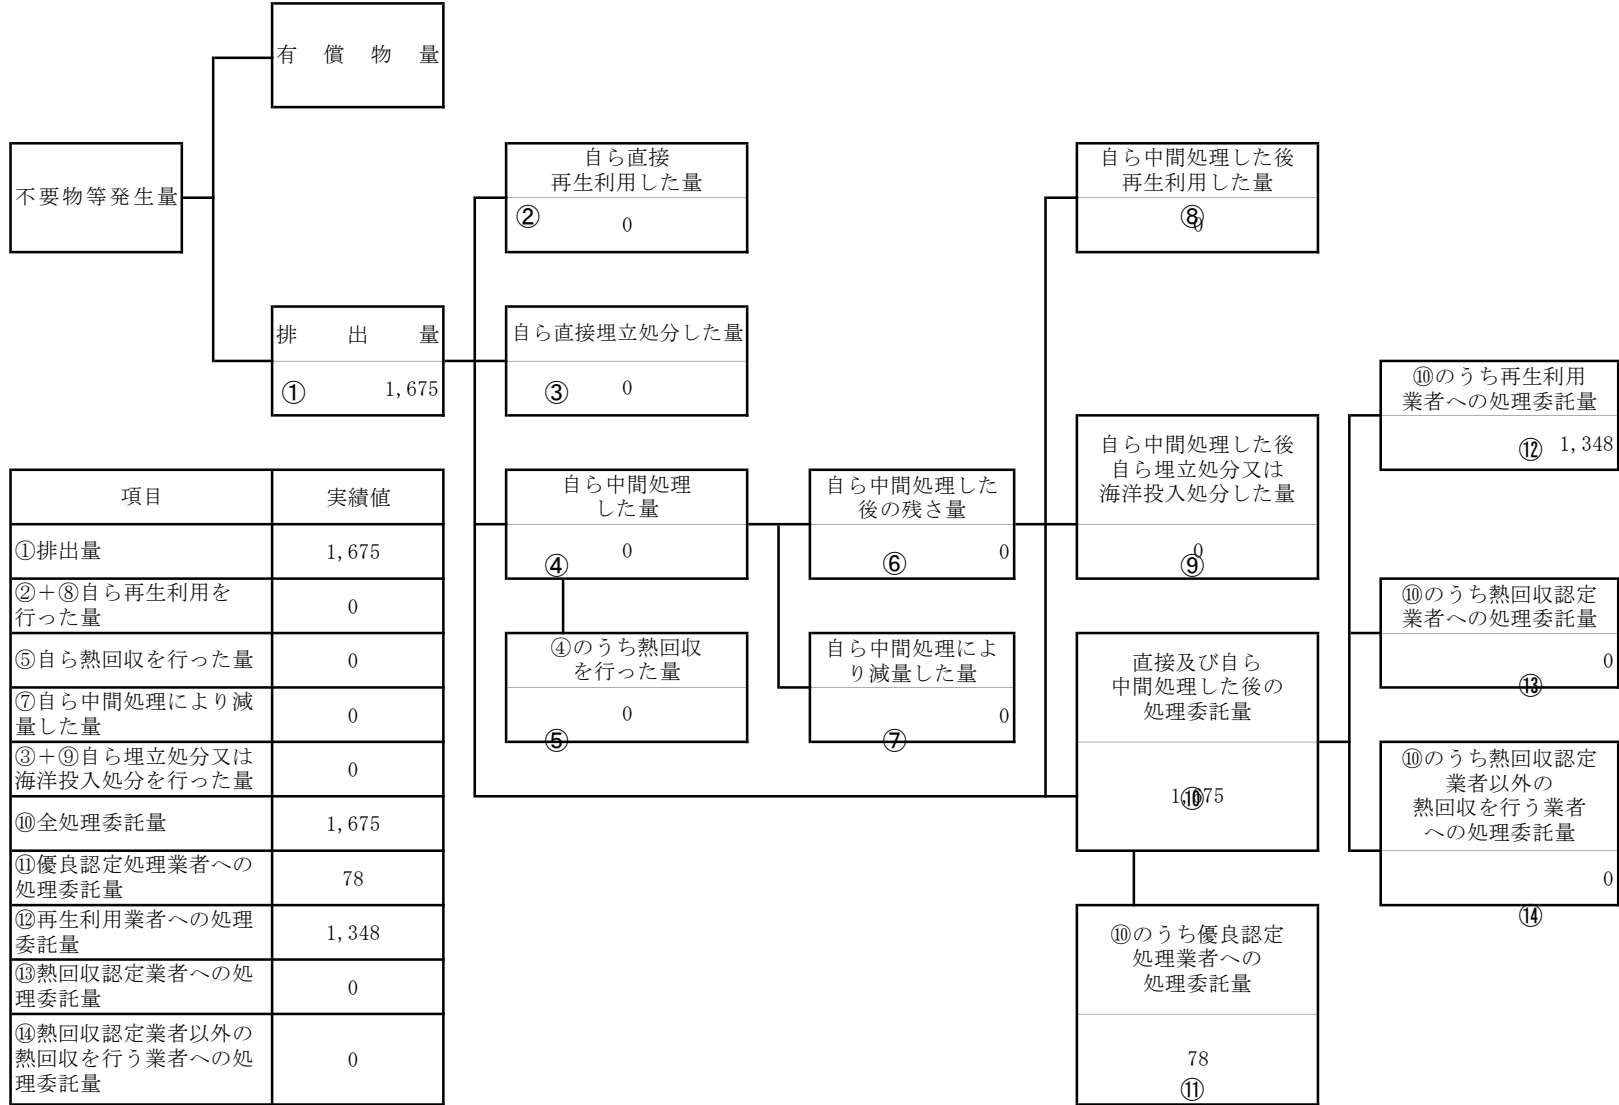 有償物量
不要物等発生量
排出量
① 1,675
自ら直接
再生利用した量
② 0
自ら直接埋立処分した量
③ 0
自ら中間処理
した量
④ 0
④のうち熱回収
を行った量
⑤ 0
自ら中間処理した
後の残さ量
⑥ 0
自ら中間処理によ
り減量した量
⑦ 0
自ら中間処理した後
再生利用した量
⑧ 0
自ら中間処理した後
自ら埋立処分又は
海洋投入処分した量
⑨ 0
直接及び自ら
中間処理した後の
処理委託量
⑩ 1,675
⑩のうち優良認定
処理業者への
処理委託量
78
⑪
⑩のうち再生利用
業者への処理委託量
⑫ 1,348
⑩のうち熱回収認定
業者への処理委託量
0
⑬
⑩のうち熱回収認定
業者以外の
熱回収を行う業者
への処理委託量
0
⑭
項目 実績値
①排出量 1,675
②＋⑧自ら再生利用を
行った量 0
⑤自ら熱回収を行った量 0
⑦自ら中間処理により減
量した量 0
③＋⑨自ら埋立処分又は
海洋投入処分を行った量 0
⑩全処理委託量 1,675
⑪優良認定処理業者への
処理委託量 78
⑫再生利用業者への処理
委託量 1,348
⑬熱回収認定業者への処
理委託量 0
⑭熱回収認定業者以外の
熱回収を行う業者への処
理委託量 0